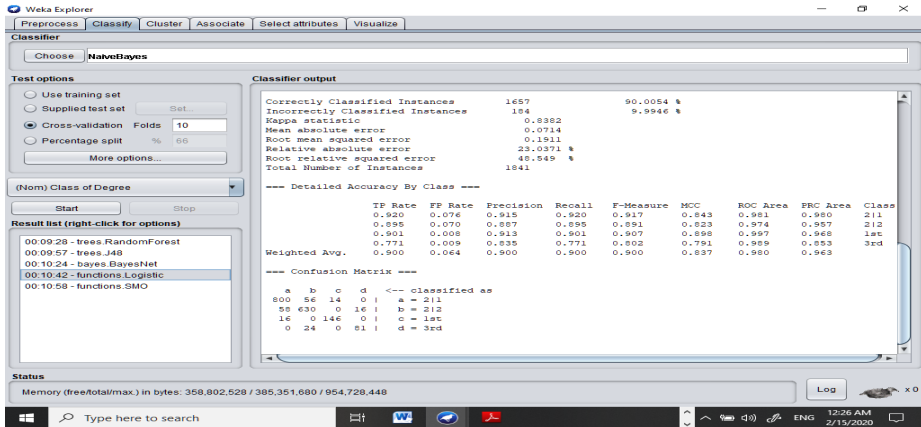 Weka Explorer
Preprocess Classify Cluster Associate Select attributes Visualize
Classifier
Choose NaiveBayes
Test options
Use training set
Supplied test set Set...
Cross-validation Folds 10
Percentage split % 66
More options...
(Nom) Class of Degree
Start Stop
Result list (right-click for options)
00:09:28 - trees.RandomForest
00:09:57 - trees.J48
00:10:24 - bayes.BayesNet
00:10:42 - functions.Logistic
00:10:58 - functions.SMO
Classifier output
Correctly Classified Instances 1657 90.0054 %
Incorrectly Classified Instances 184 9.9946 %
Kappa statistic 0.8382
Mean absolute error 0.0714
Root mean squared error 0.1911
Relative absolute error 23.0371 %
Root relative squared error 48.549 %
Total Number of Instances 1841
=== Detailed Accuracy By Class ===
TP Rate FP Rate Precision Recall F-Measure MCC ROC Area PRC Area Class
0.920 0.076 0.915 0.920 0.917 0.843 0.981 0.980 2|1
0.895 0.070 0.887 0.895 0.891 0.823 0.974 0.957 2|2
0.901 0.008 0.913 0.901 0.907 0.898 0.997 0.968 1st
0.771 0.009 0.835 0.771 0.802 0.791 0.989 0.853 3rd
Weighted Avg. 0.900 0.064 0.900 0.900 0.900 0.837 0.980 0.963
=== Confusion Matrix ===
a b c d <-- classified as
800 56 14 0 | a = 2|1
58 630 0 16 | b = 2|2
16 0 146 0 | c = 1st
0 24 0 81 | d = 3rd
Status
Memory (free/total/max.) in bytes: 358,802,528 / 385,351,680 / 954,728,448
Log x 0
Type here to search
W
ENG
12:26 AM
2/15/2020